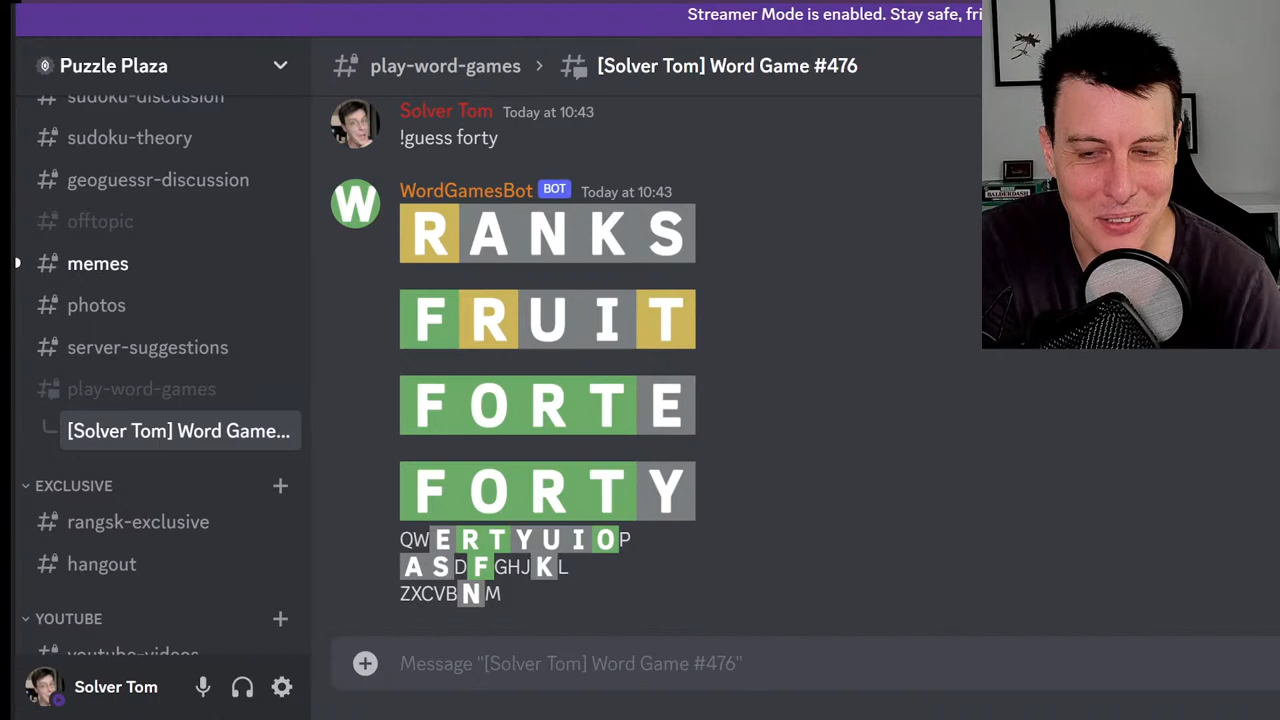 Streamer Mode is enabled. Stay safe, fri
Puzzle Plaza
play-word-games > [Solver Tom] Word Game #476
sudoku-discussion
sudoku-theory
geoguessr-discussion
offtopic
memes
photos
server-suggestions
play-word-games
[Solver Tom] Word Game...
EXCLUSIVE
rangsk-exclusive
hangout
YOUTUBE
youtube-videos
Solver Tom
Solver Tom Today at 10:43
!guess forty
W
WordGamesBot BOT Today at 10:43
RANKS
FRUIT
FORTE
FORTY
QWERTYUIOP
ASDFGHJKL
ZXCVBNM
Message "[Solver Tom] Word Game #476"
BALDERDASH